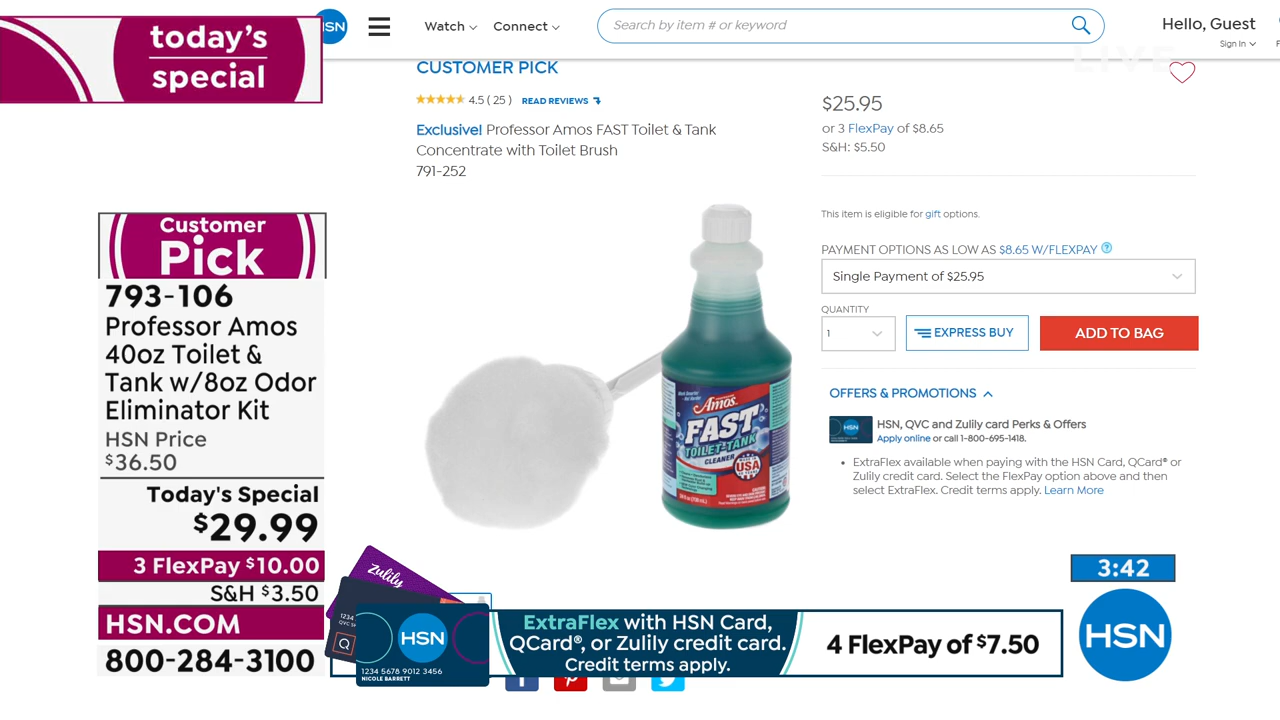 today's
special
HSN
Watch
Connect
Search by item # or keyword
Hello, Guest
Sign In
LIVE
CUSTOMER PICK
4.5 ( 25 ) READ REVIEWS
Exclusive! Professor Amos FAST Toilet & Tank
Concentrate with Toilet Brush
791-252
$25.95
or 3 FlexPay of $8.65
S&H: $5.50
This item is eligible for gift options.
PAYMENT OPTIONS AS LOW AS $8.65 W/FLEXPAY ?
Single Payment of $25.95
QUANTITY
1
EXPRESS BUY
ADD TO BAG
OFFERS & PROMOTIONS
HSN
HSN, QVC and Zulily card Perks & Offers
Apply online or call 1-800-695-1418.
• ExtraFlex available when paying with the HSN Card, QCard® or
Zulily credit card. Select the FlexPay option above and then
select ExtraFlex. Credit terms apply. Learn More
Customer
Pick
793-106
Professor Amos
40oz Toilet &
Tank w/8oz Odor
Eliminator Kit
HSN Price
$36.50
Today's Special
$29.99
3 FlexPay $10.00
S&H $3.50
HSN.COM
800-284-3100
Amos.
FAST
TOILET-TANK
CLEANER
MADE IN
USA
Zulily
1234
Q
HSN
1234 5678 9012 3456
NICOLE BARRETT
ExtraFlex with HSN Card,
QCard®, or Zulily credit card.
Credit terms apply.
4 FlexPay of $7.50
3:42
HSN